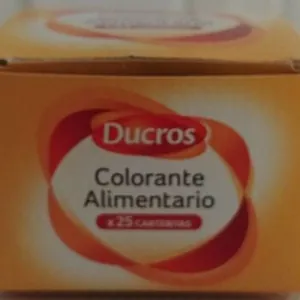 Ducros
Colorante
Alimentario
x 25 CARTERITAS